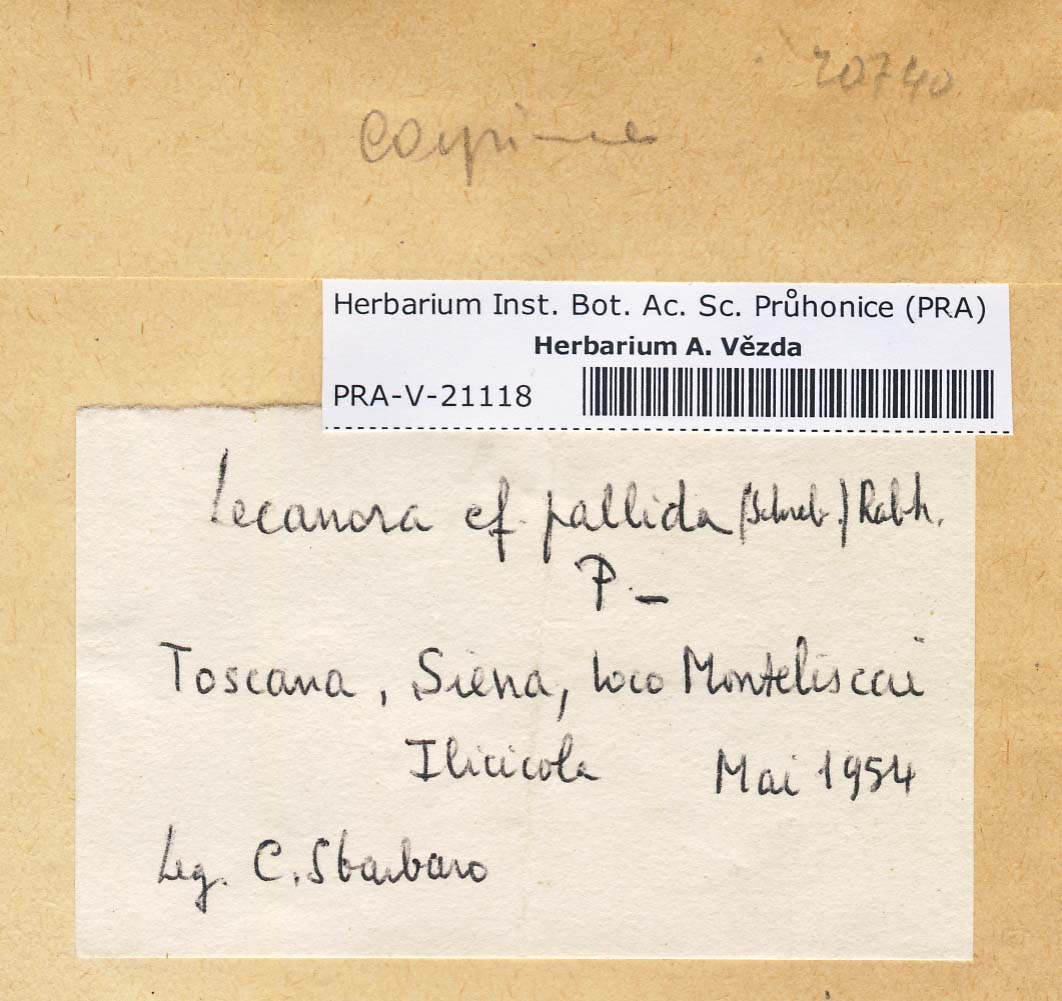 20740
Herbarium Inst. Bot. Ac. Sc. Průhonice (PRA)
Herbarium A. Vězda
PRA-V-21118
Lecanora cf. pallida (Schreb.) Rabh.
P. –
Toscana, Siena, loco Monteliscai
Ilicicola Mai 1954
Leg. C. Sbarbaro